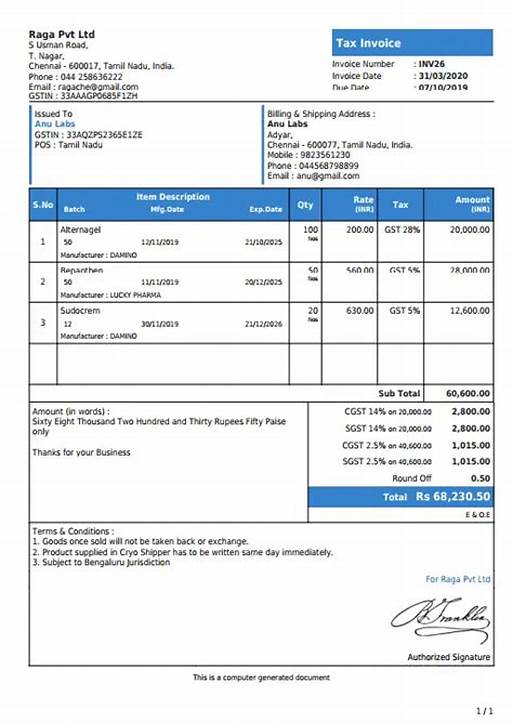 Raga Pvt Ltd
S Usman Road,
T. Nagar,
Chennai - 600017, Tamil Nadu, India.
Phone : 044 258636222
Email : ragache@gmail.com
GSTIN : 33AAAGP0685F1ZH
Tax Invoice
Invoice Number : INV26
Invoice Date : 31/03/2020
Due Date : 07/10/2019
Issued To
Anu Labs
GSTIN : 33AQZPS2365E1ZE
POS : Tamil Nadu
Billing & Shipping Address :
Anu Labs
Adyar,
Chennai - 600077, Tamil Nadu, India.
Mobile : 9823561230
Phone : 044568798899
Email : anu@gmail.com
S.No Item Description Qty Rate (INR) Tax Amount (INR)
Batch Mfg.Date Exp.Date
1 Alternagel 100 Nos 200.00 GST 28% 20,000.00
50 12/11/2019 21/10/2025
Manufacturer : DAMINO
2 Bepanthen 50 Nos 560.00 GST 5% 28,000.00
50 11/11/2019 20/12/2025
Manufacturer : LUCKY PHARMA
3 Sudocrem 20 Nos 630.00 GST 5% 12,600.00
12 30/11/2019 21/12/2026
Manufacturer : DAMINO
Sub Total 60,600.00
Amount (in words) :
Sixty Eight Thousand Two Hundred and Thirty Rupees Fifty Paise
only
Thanks for your Business
CGST 14% on 20,000.00 2,800.00
SGST 14% on 20,000.00 2,800.00
CGST 2.5% on 40,600.00 1,015.00
SGST 2.5% on 40,600.00 1,015.00
Round Off 0.50
Total Rs 68,230.50
E & O.E
Terms & Conditions :
1. Goods once sold will not be taken back or exchange.
2. Product supplied in Cryo Shipper has to be written same day immediately.
3. Subject to Bengaluru Jurisdiction
For Raga Pvt Ltd
Authorized Signature
This is a computer generated document
1 / 1